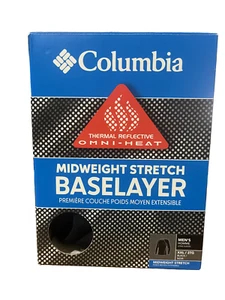 Columbia
THERMAL REFLECTIVE
OMNI-HEAT
MIDWEIGHT STRETCH
BASELAYER
PREMIÈRE COUCHE POIDS MOYEN EXTENSIBLE
MEN'S
MIDWEIGHT STRETCH